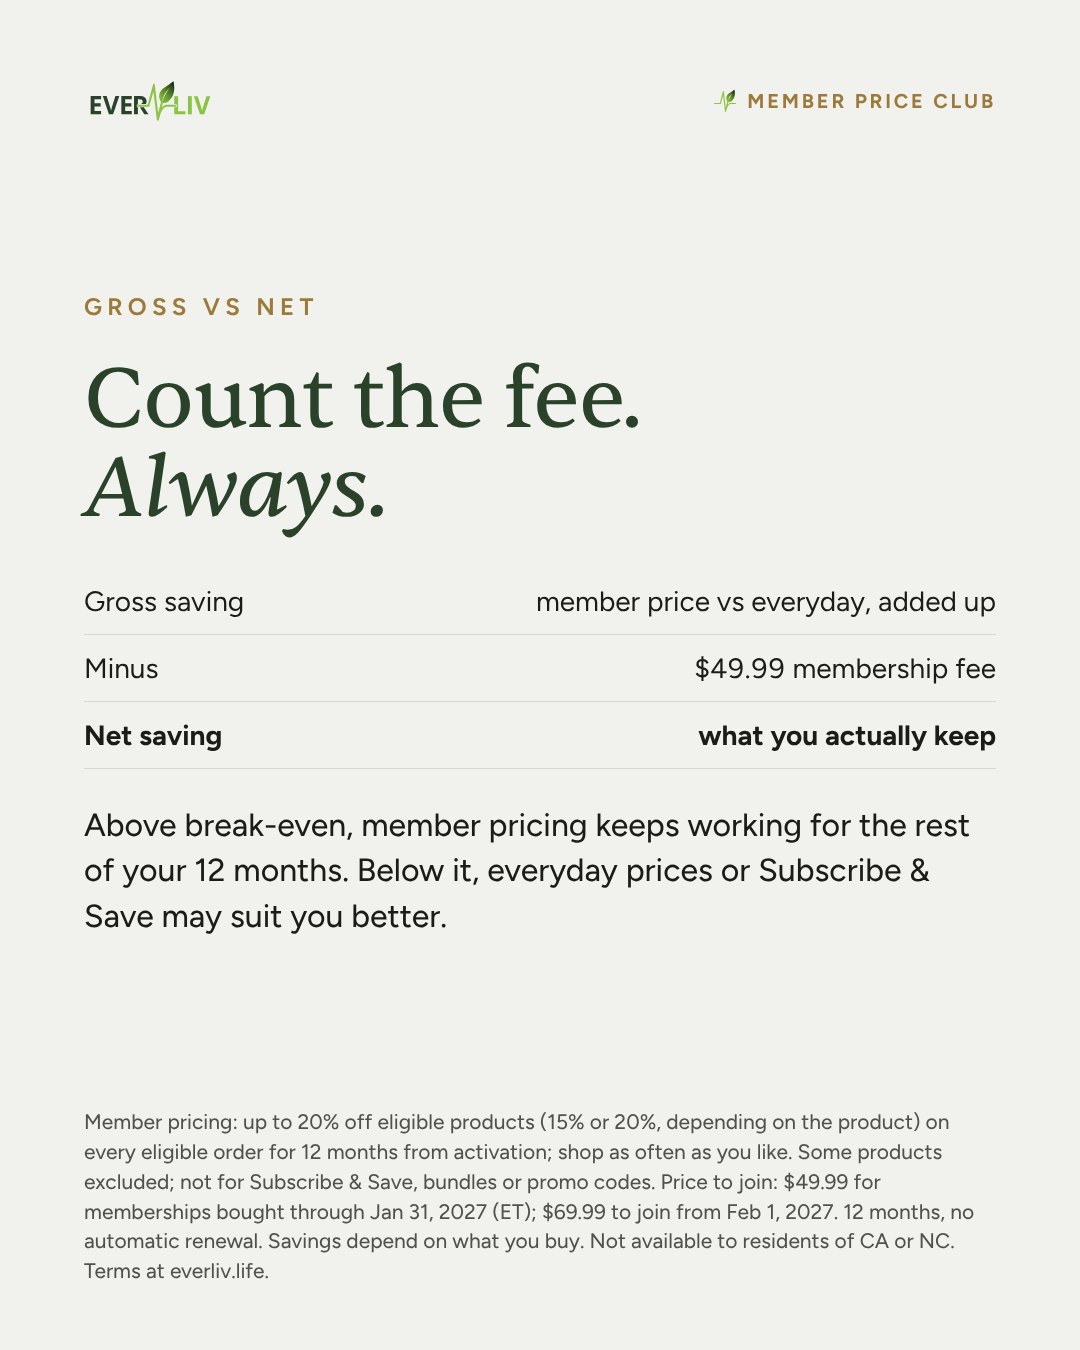 EVERLIV
MEMBER PRICE CLUB
GROSS VS NET
Count the fee.
Always.
Gross saving member price vs everyday, added up
Minus $49.99 membership fee
Net saving what you actually keep
Above break-even, member pricing keeps working for the rest
of your 12 months. Below it, everyday prices or Subscribe &
Save may suit you better.
Member pricing: up to 20% off eligible products (15% or 20%, depending on the product) on
every eligible order for 12 months from activation; shop as often as you like. Some products
excluded; not for Subscribe & Save, bundles or promo codes. Price to join: $49.99 for
memberships bought through Jan 31, 2027 (ET); $69.99 to join from Feb 1, 2027. 12 months, no
automatic renewal. Savings depend on what you buy. Not available to residents of CA or NC.
Terms at everliv.life.